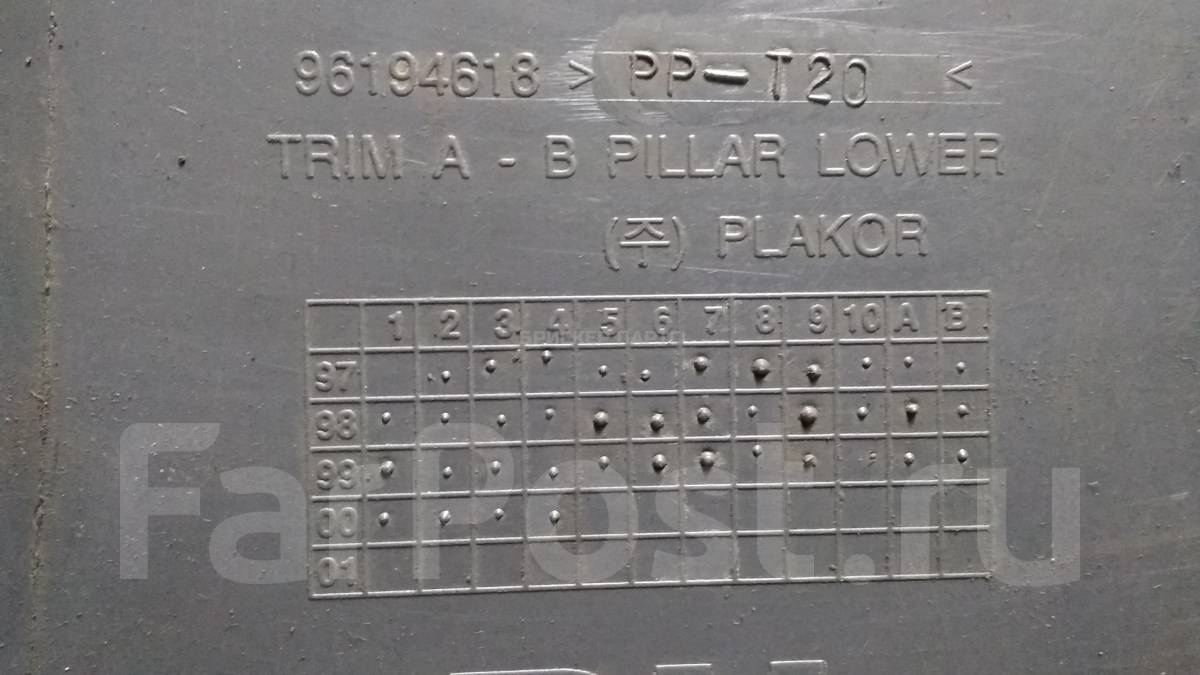 96194618 > PP-T20 <
TRIM A - B PILLAR LOWER
(주) PLAKOR
1 2 3 4 5 6 7 8 9 10 A B
97
98
99
00
01
FarPost.ru